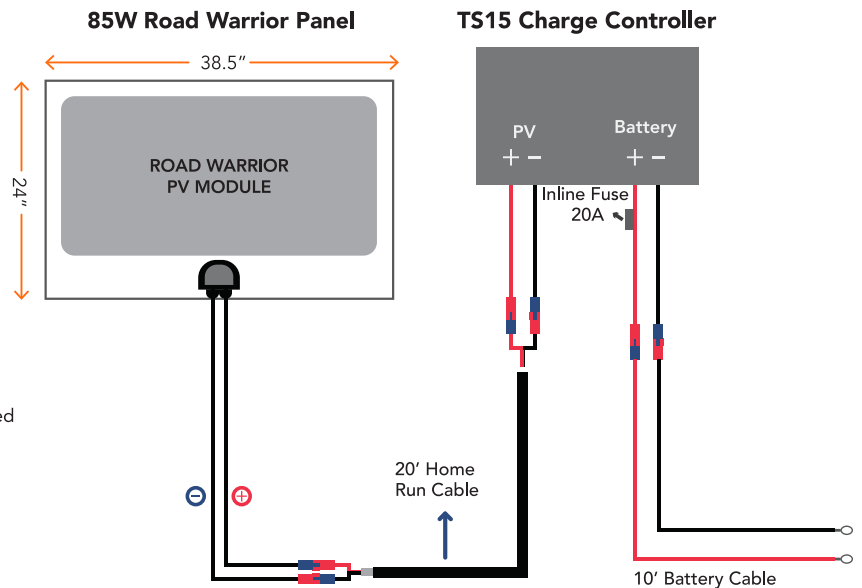 85W Road Warrior Panel
TS15 Charge Controller
38.5”
24”
ROAD WARRIOR
PV MODULE
PV
Battery
+ −
+ −
Inline Fuse
20A
ed
20’ Home
Run Cable
− +
10’ Battery Cable